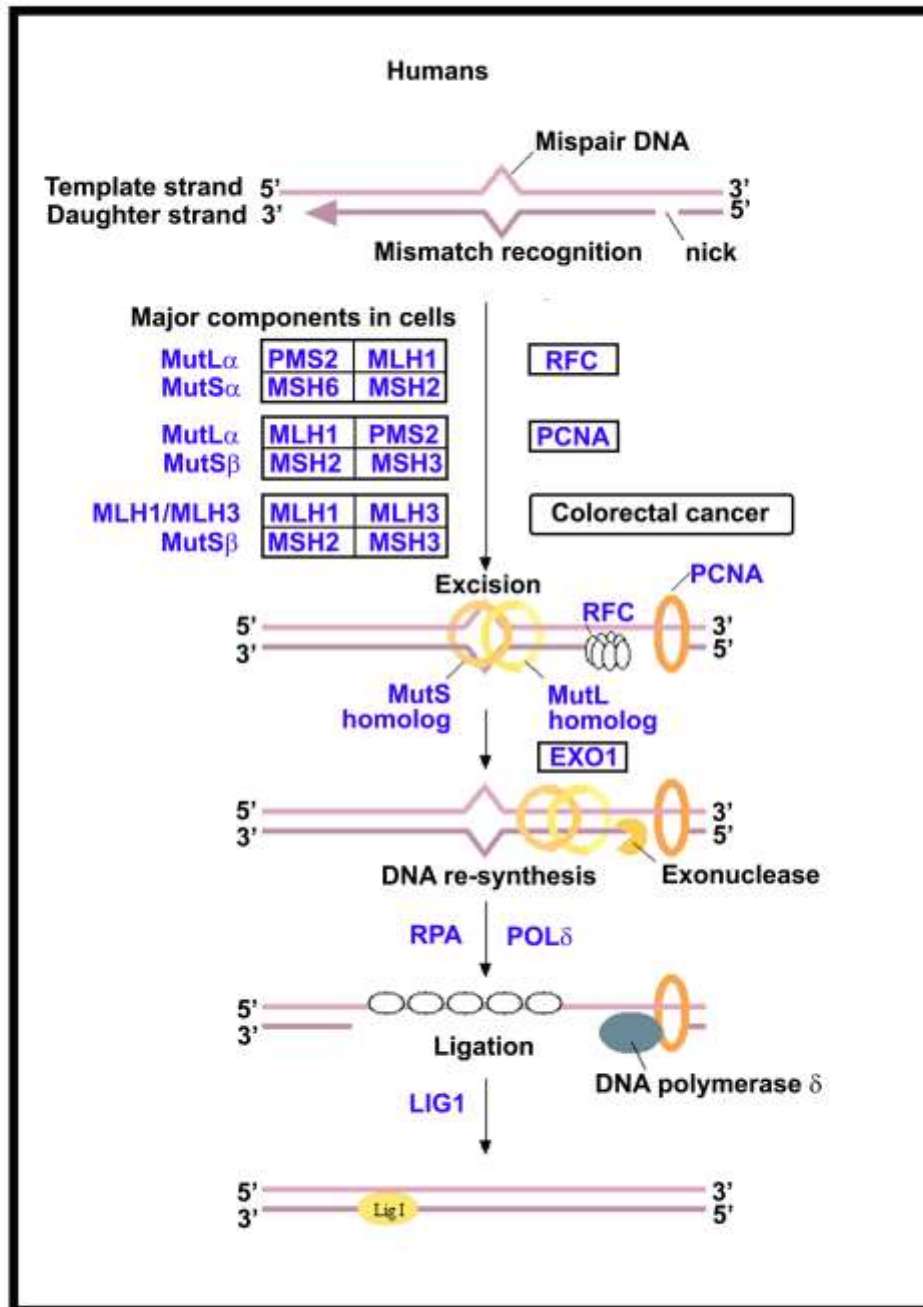 Humans
Mispair DNA
Template strand 5’ 3’
Daughter strand 3’ 5’
Mismatch recognition nick
Major components in cells
MutLα PMS2 MLH1 RFC
MutSα MSH6 MSH2
MutLα MLH1 PMS2 PCNA
MutSβ MSH2 MSH3
MLH1/MLH3 MLH1 MLH3 Colorectal cancer
MutSβ MSH2 MSH3
Excision PCNA
RFC
5’ 3’
3’ 5’
MutS MutL
homolog homolog
EXO1
5’ 3’
3’ 5’
DNA re-synthesis Exonuclease
RPA POLδ
5’
3’
Ligation
DNA polymerase δ
LIG1
5’ 3’
3’ Lig I 5’